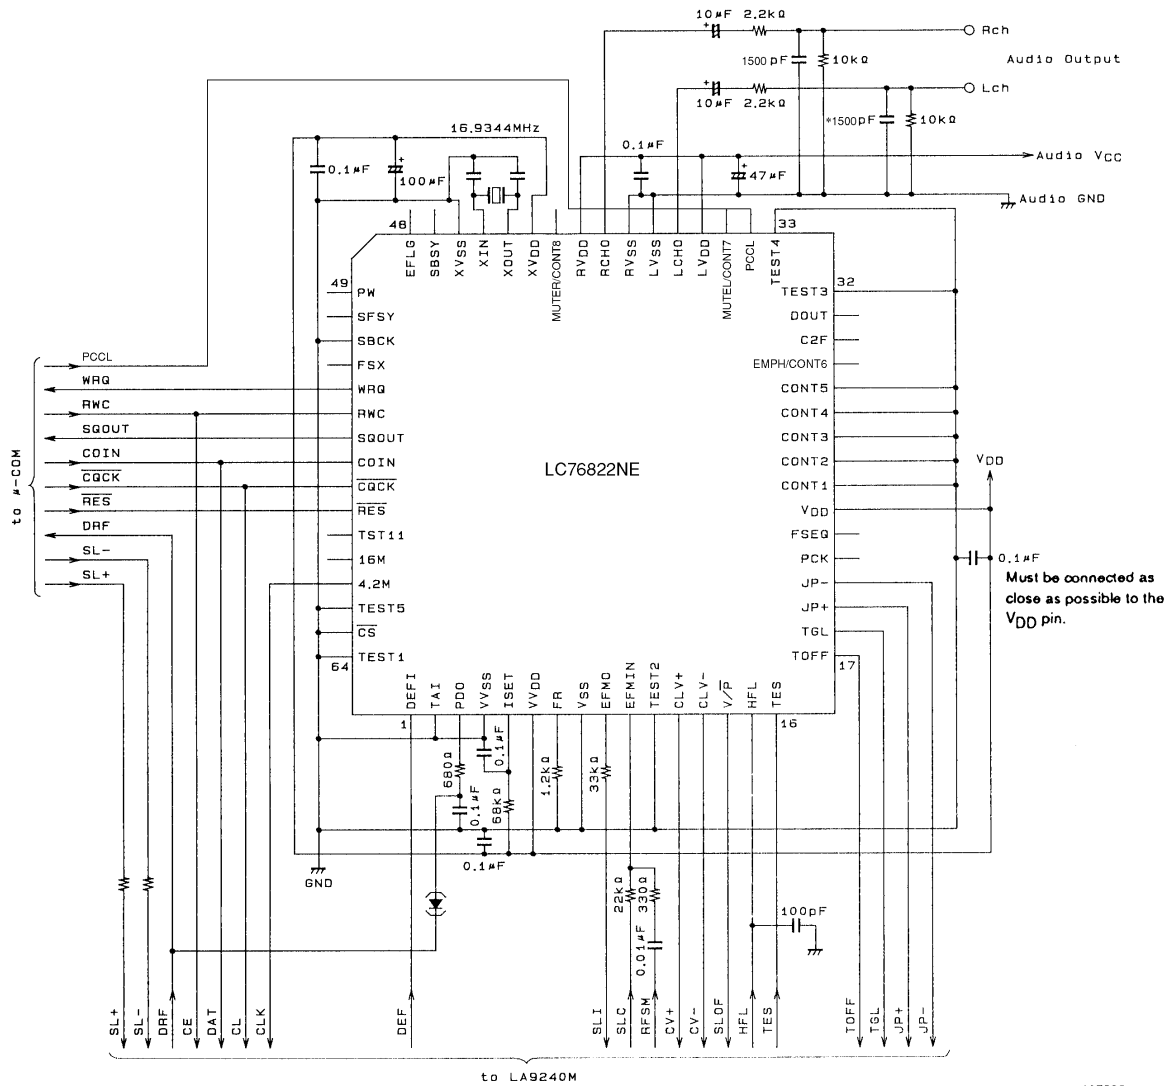 10µF 2.2kΩ
+
Rch
1500pF
10kΩ
Audio Output
+
Lch
10µF 2.2kΩ
*1500pF
10kΩ
16.9344MHz
0.1µF
0.1µF
+
100µF
+
47µF
Audio VCC
Audio GND
48
33
EFLG
SBSY
XVSS
XIN
XOUT
XVDD
MUTER/CONT8
RVDD
RCHO
RVSS
LVSS
LCHO
LVDD
MUTEL/CONT7
PCCL
TEST4
49
PW
SFSY
SBCK
FSX
WRQ
RWC
SQOUT
COIN
CQCK
RES
TST11
16M
4.2M
TEST5
CS
TEST1
64
32
TEST3
DOUT
C2F
EMPH/CONT6
CONT5
CONT4
CONT3
CONT2
CONT1
VDD
FSEQ
PCK
JP-
JP+
TGL
TOFF
17
LC76822NE
to µ-COM
PCCL
WRQ
RWC
SQOUT
COIN
CQCK
RES
DRF
SL-
SL+
VDD
0.1µF
Must be connected as
close as possible to the
VDD pin.
1
DEFI
TAI
PDO
VVSS
ISET
VVDD
FR
VSS
EFMO
EFMIN
TEST2
CLV+
CLV-
V/P
HFL
TES
16
680Ω
0.1µF
0.1µF
68kΩ
1.2kΩ
33kΩ
0.1µF
GND
22kΩ
330Ω
0.01µF
100pF
SL+
SL-
DRF
CE
DAT
CL
CLK
DEF
SLI
SLC
RFSM
CV+
CV-
SLOF
HFL
TES
TOFF
TGL
JP+
JP-
to LA9240M